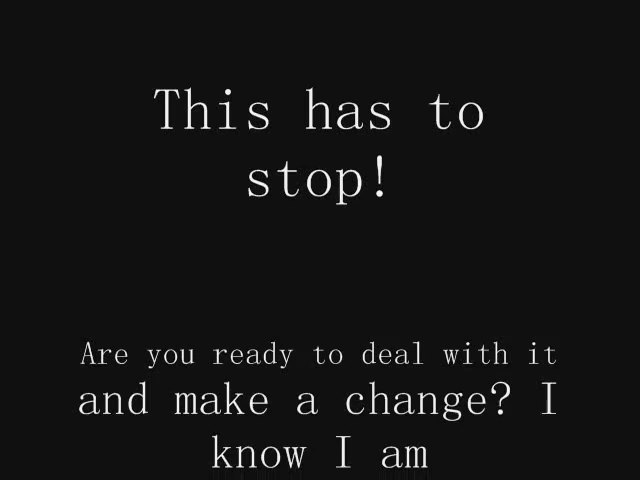 This has to
stop!
Are you ready to deal with it
and make a change? I
know I am